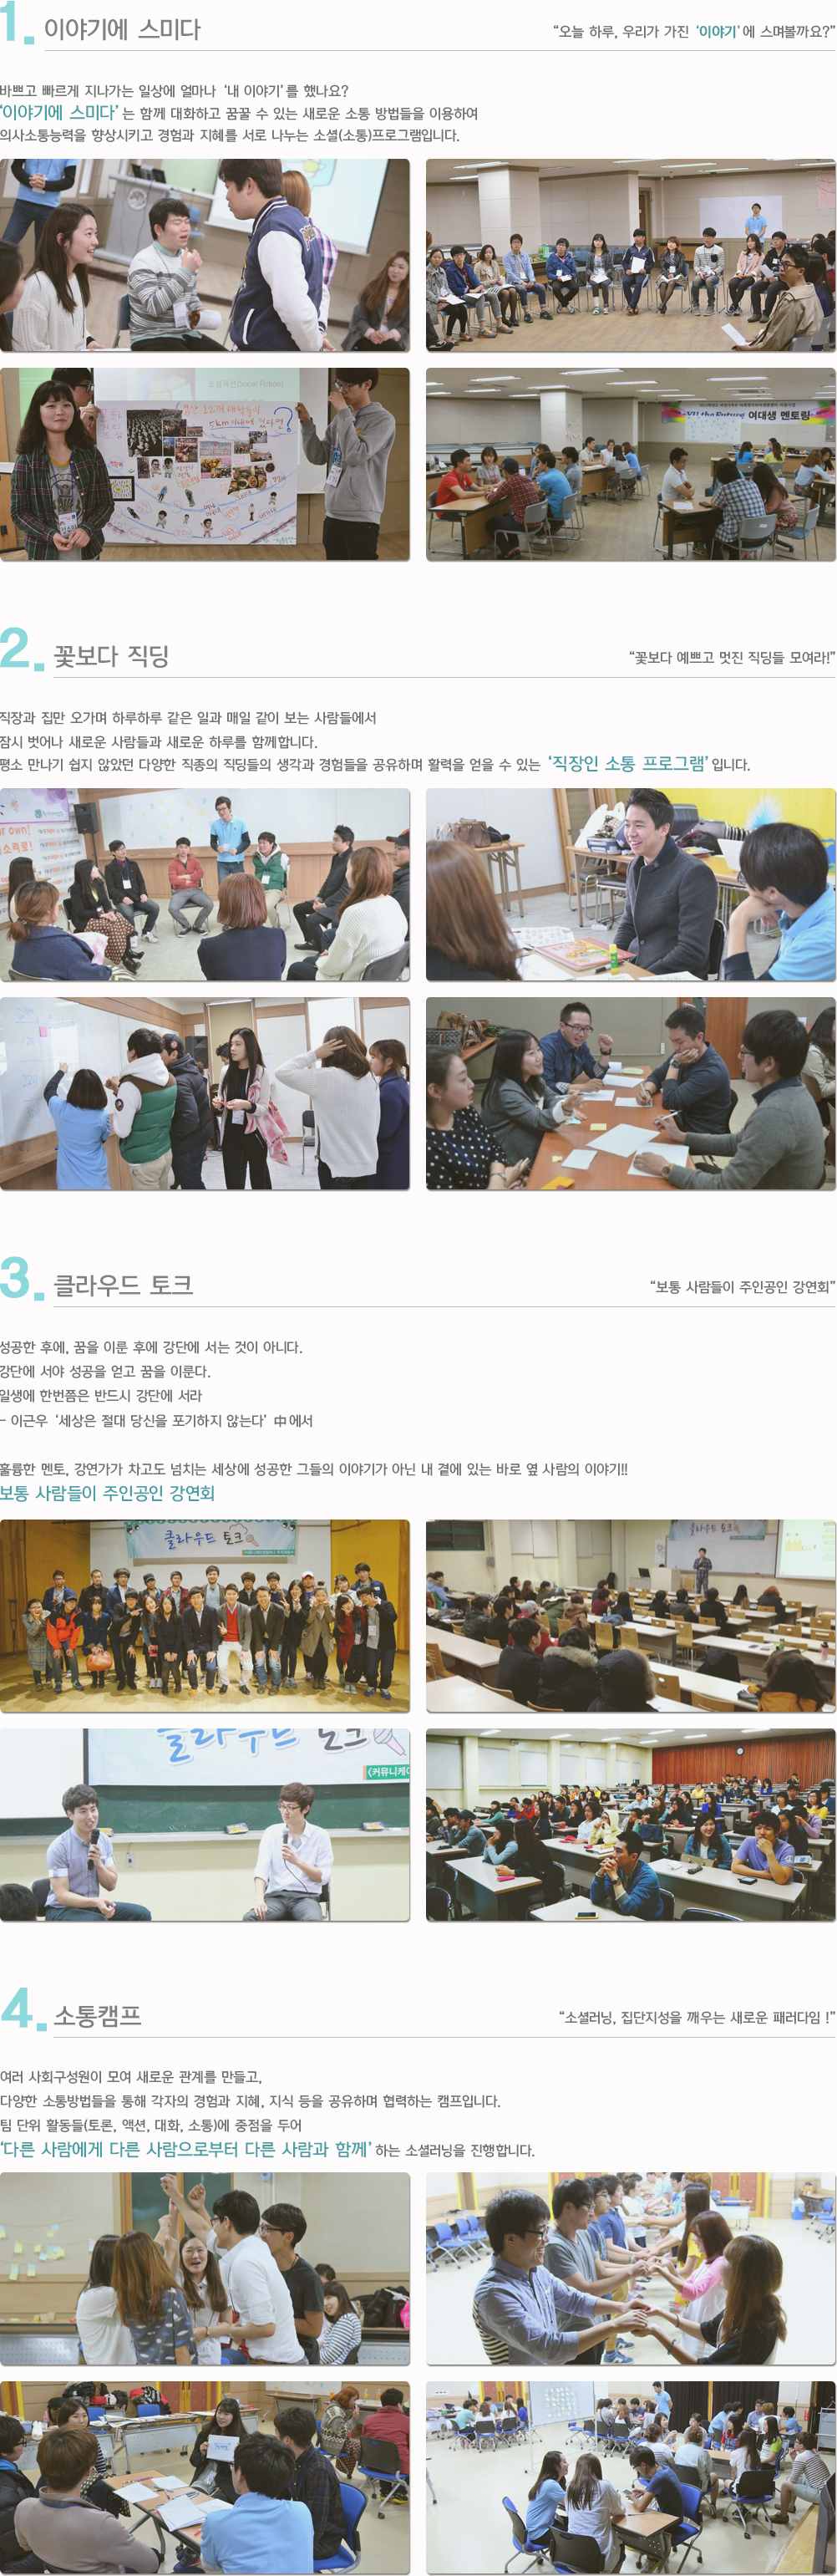 1. 이야기에 스미다
“오늘 하루, 우리가 가진 ‘이야기’에 스며볼까요?”
바쁘고 빠르게 지나가는 일상에 얼마나 ‘내 이야기’를 했나요?
‘이야기에 스미다’는 함께 대화하고 꿈꿀 수 있는 새로운 소통 방법들을 이용하여
의사소통능력을 향상시키고 경험과 지혜를 서로 나누는 소셜(소통)프로그램입니다.
소셜픽션(Social Fiction)
5km 이내에 있다면?
the Future 여대생 멘토링
2. 꽃보다 직딩
“꽃보다 예쁘고 멋진 직딩들 모여라!”
직장과 집만 오가며 하루하루 같은 일과 매일 같이 보는 사람들에서
잠시 벗어나 새로운 사람들과 새로운 하루를 함께합니다.
평소 만나기 쉽지 않았던 다양한 직종의 직딩들의 생각과 경험들을 공유하며 활력을 얻을 수 있는 ‘직장인 소통 프로그램’입니다.
3. 클라우드 토크
“보통 사람들이 주인공인 강연회”
성공한 후에, 꿈을 이룬 후에 강단에 서는 것이 아니다.
강단에 서야 성공을 얻고 꿈을 이룬다.
일생에 한번쯤은 반드시 강단에 서라
- 이근우 ‘세상은 절대 당신을 포기하지 않는다’ 中에서
훌륭한 멘토, 강연가가 차고도 넘치는 세상에 성공한 그들의 이야기가 아닌 내 곁에 있는 바로 옆 사람의 이야기!!
보통 사람들이 주인공인 강연회
클라우드 토크
클라우드 토크
클라우드 토크
<커뮤니케이
4. 소통캠프
“소셜러닝, 집단지성을 깨우는 새로운 패러다임 !”
여러 사회구성원이 모여 새로운 관계를 만들고,
다양한 소통방법들을 통해 각자의 경험과 지혜, 지식 등을 공유하며 협력하는 캠프입니다.
팀 단위 활동들(토론, 액션, 대화, 소통)에 중점을 두어
‘다른 사람에게 다른 사람으로부터 다른 사람과 함께’하는 소셜러닝을 진행합니다.